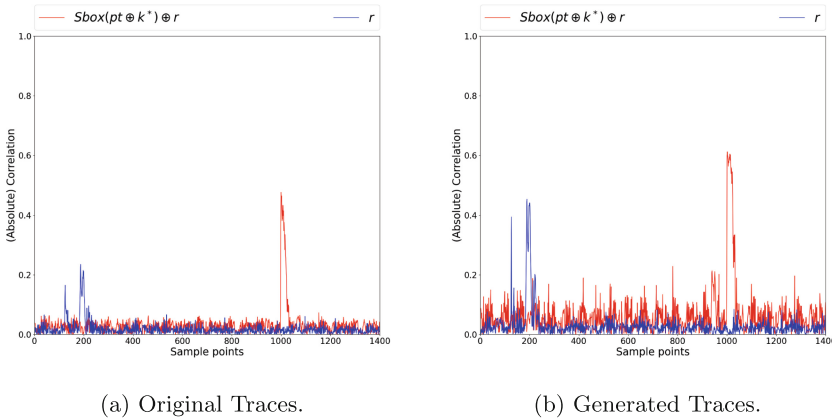 Sbox(pt ⊕ k*) ⊕ r
r
1.0
0.8
0.6
0.4
0.2
0.0
(Absolute) Correlation
0 200 400 600 800 1000 1200 1400
Sample points
(a) Original Traces.
Sbox(pt ⊕ k*) ⊕ r
r
1.0
0.8
0.6
0.4
0.2
0.0
(Absolute) Correlation
0 200 400 600 800 1000 1200 1400
Sample points
(b) Generated Traces.